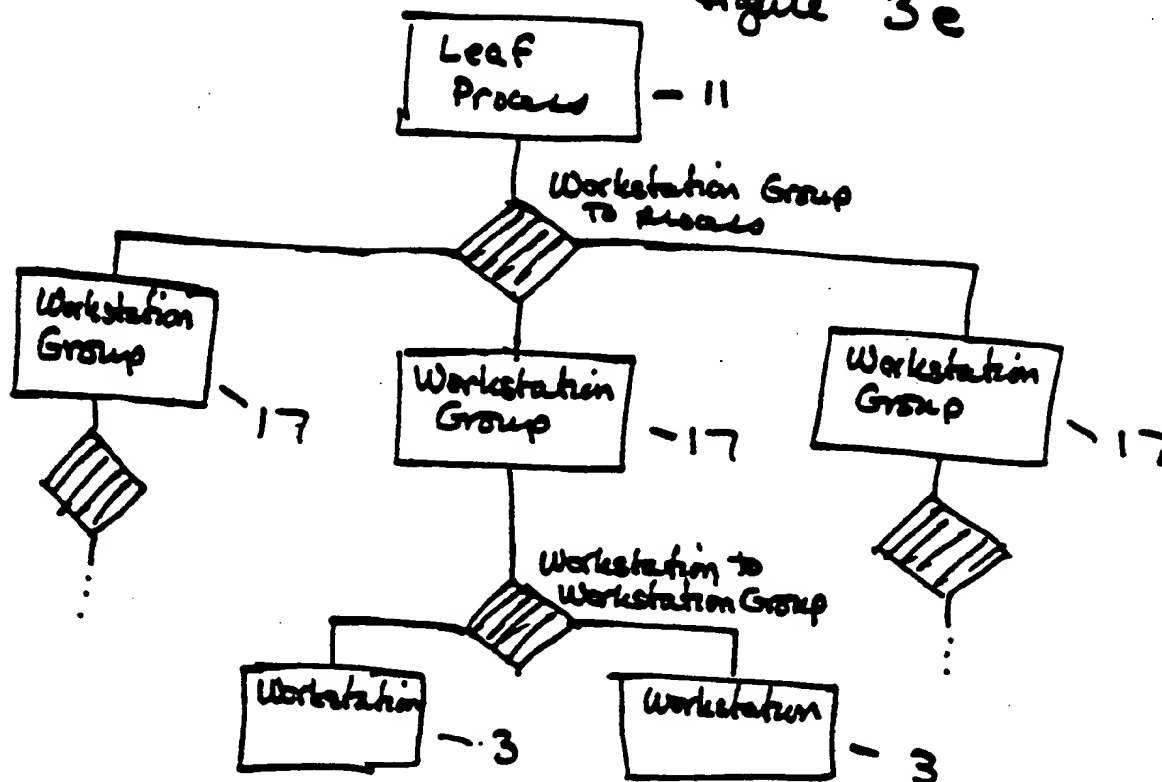 Figure 3e
Leaf
Process
- 11
Workstation Group
To Process
Workstation
Group
- 17
Workstation
Group
- 17
Workstation
Group
- 17
Workstation to
Workstation Group
Workstation
- 3
Workstation
- 3